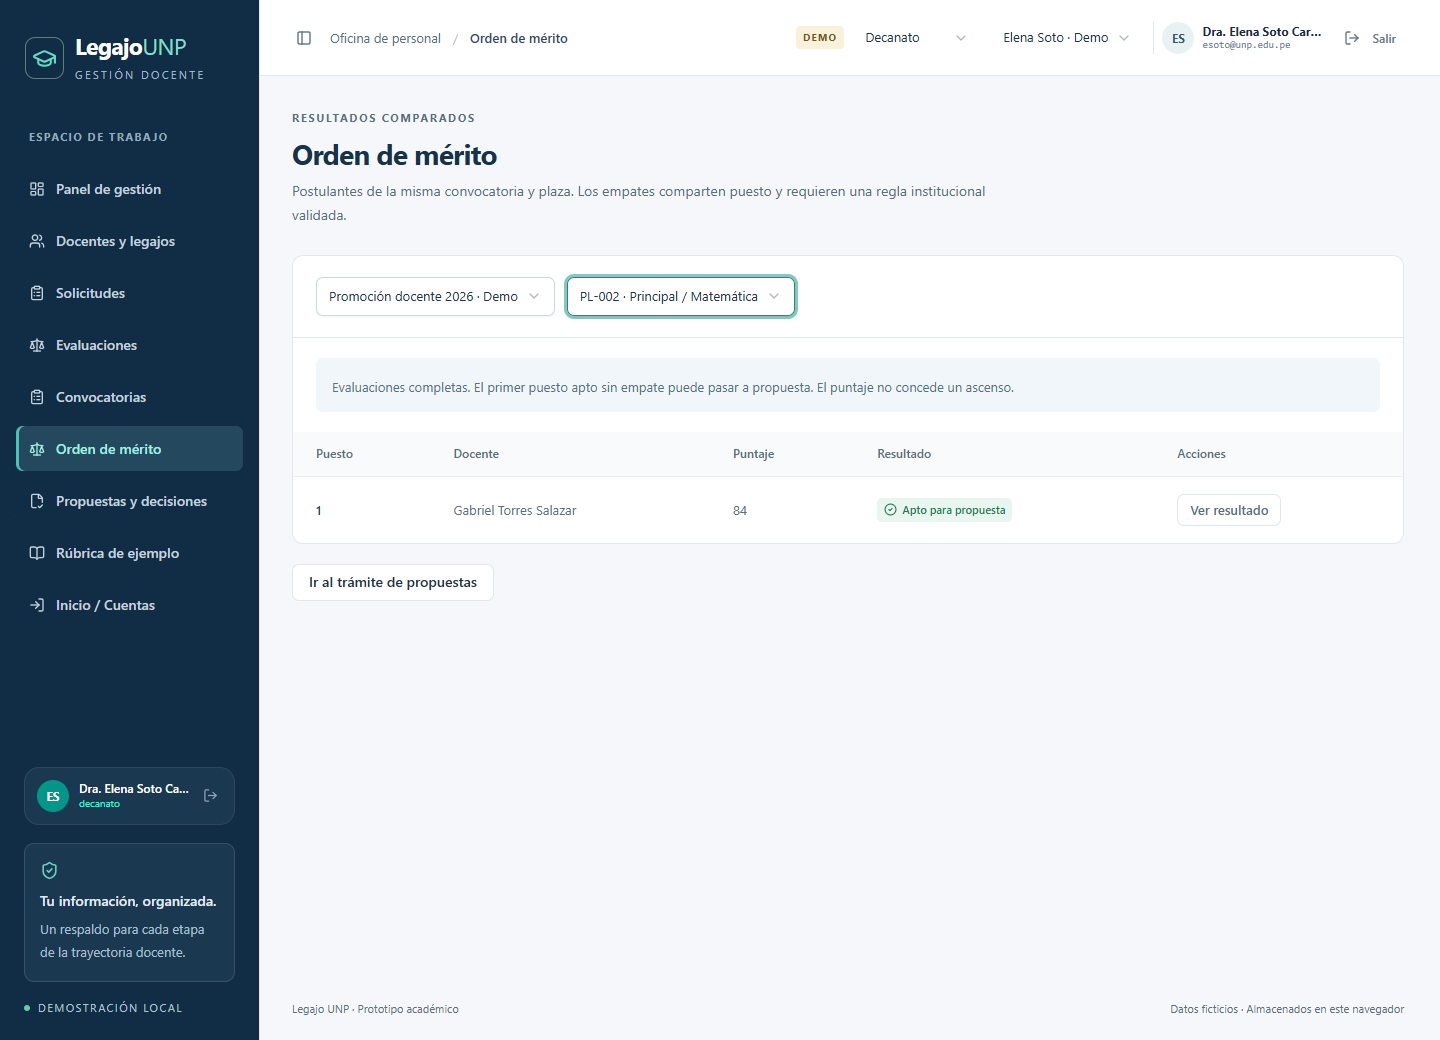 LegajoUNP
GESTIÓN DOCENTE
ESPACIO DE TRABAJO
Panel de gestión
Docentes y legajos
Solicitudes
Evaluaciones
Convocatorias
Orden de mérito
Propuestas y decisiones
Rúbrica de ejemplo
Inicio / Cuentas
ES
Dra. Elena Soto Ca...
decanato
Tu información, organizada.
Un respaldo para cada etapa
de la trayectoria docente.
DEMOSTRACIÓN LOCAL
Oficina de personal / Orden de mérito
DEMO
Decanato
Elena Soto · Demo
ES
Dra. Elena Soto Car...
esoto@unp.edu.pe
Salir
RESULTADOS COMPARADOS
Orden de mérito
Postulantes de la misma convocatoria y plaza. Los empates comparten puesto y requieren una regla institucional
validada.
Promoción docente 2026 · Demo
PL-002 · Principal / Matemática
Evaluaciones completas. El primer puesto apto sin empate puede pasar a propuesta. El puntaje no concede un ascenso.
Puesto Docente Puntaje Resultado Acciones
1 Gabriel Torres Salazar 84 Apto para propuesta Ver resultado
Ir al trámite de propuestas
Legajo UNP · Prototipo académico
Datos ficticios · Almacenados en este navegador